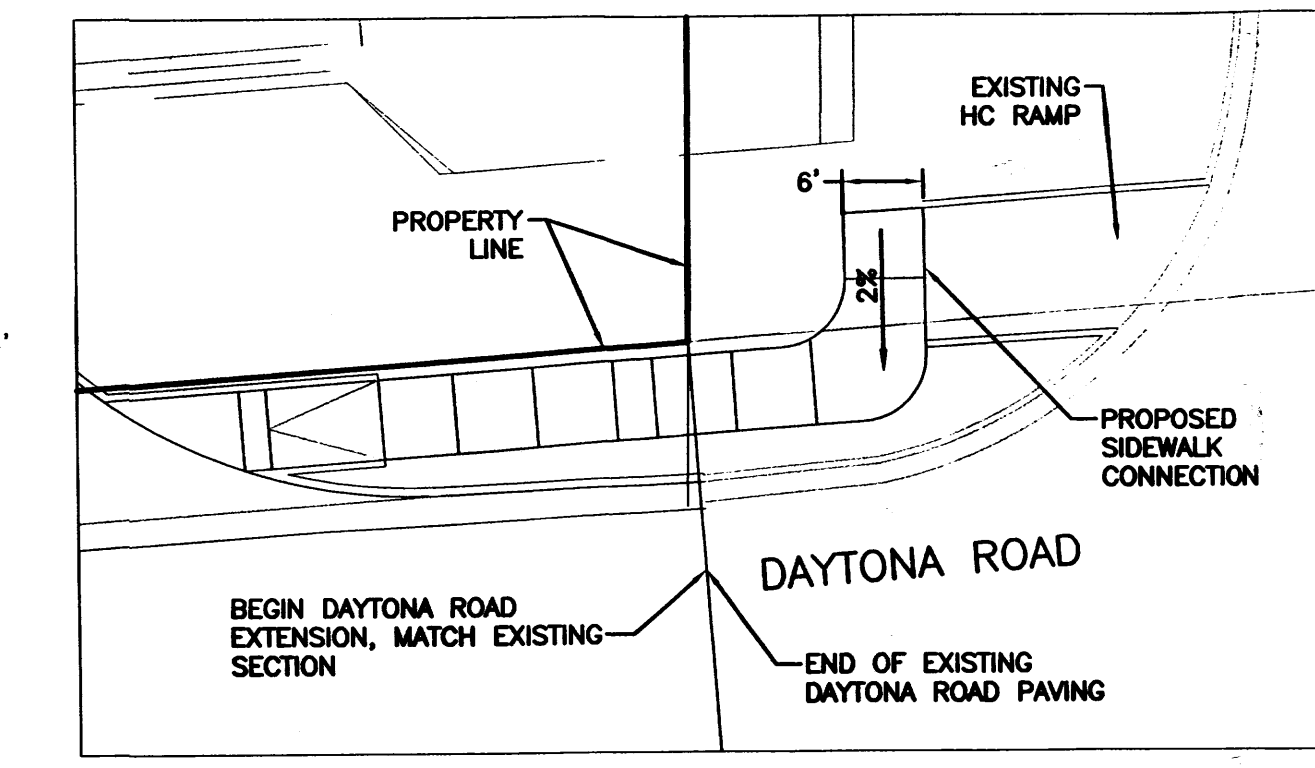 EXISTING
HC RAMP
6'
PROPERTY
LINE
2%
PROPOSED
SIDEWALK
CONNECTION
DAYTONA ROAD
BEGIN DAYTONA ROAD
EXTENSION, MATCH EXISTING
SECTION
END OF EXISTING
DAYTONA ROAD PAVING